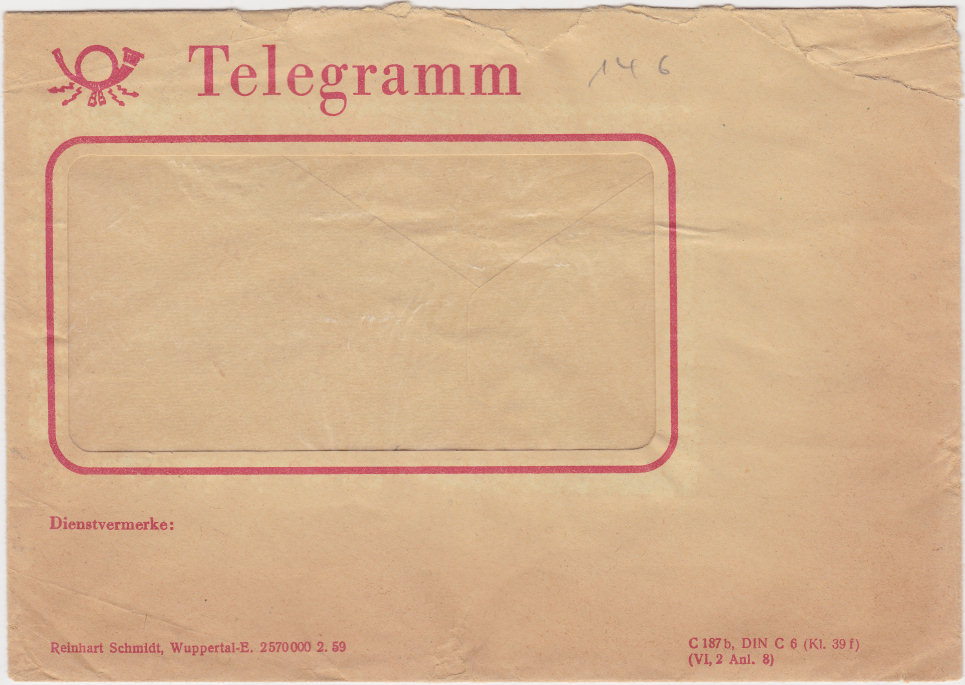 Telegramm
146
Dienstvermerke:
Reinhart Schmidt, Wuppertal-E. 2570000 2. 59
C 187 b, DIN C 6 (Kl. 39 f)
(VI, 2 Anl. 8)